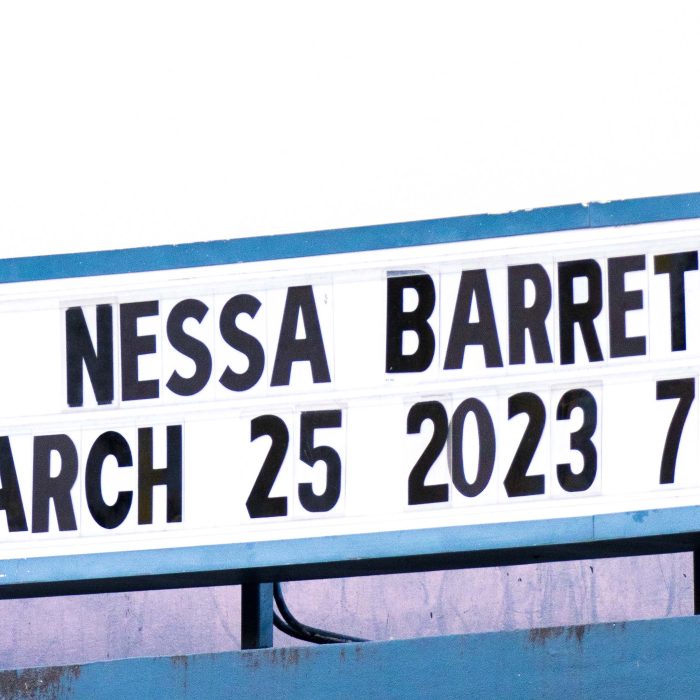 NESSA BARRET
ARCH 25 2023 7